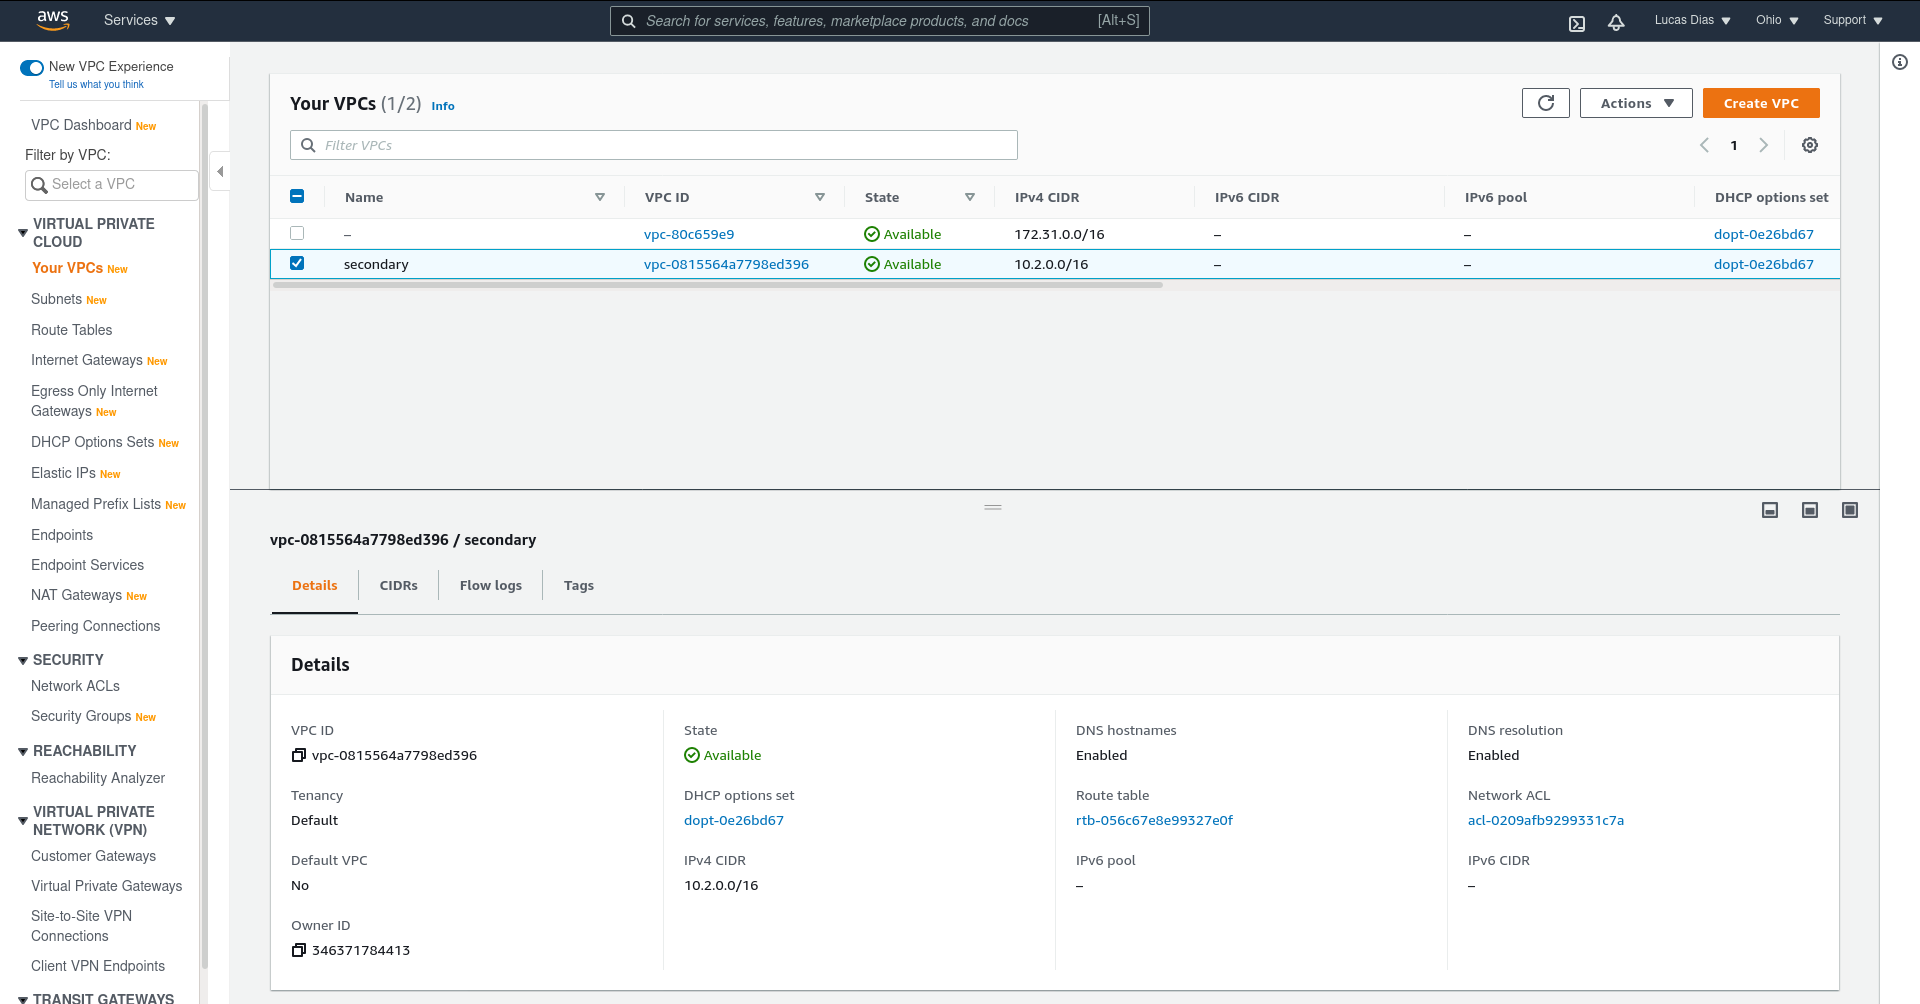 aws
Services
Search for services, features, marketplace products, and docs [Alt+S]
Lucas Dias
Ohio
Support
New VPC Experience
Tell us what you think
VPC Dashboard New
Filter by VPC:
Select a VPC
VIRTUAL PRIVATE
CLOUD
Your VPCs New
Subnets New
Route Tables
Internet Gateways New
Egress Only Internet
Gateways New
DHCP Options Sets New
Elastic IPs New
Managed Prefix Lists New
Endpoints
Endpoint Services
NAT Gateways New
Peering Connections
SECURITY
Network ACLs
Security Groups New
REACHABILITY
Reachability Analyzer
VIRTUAL PRIVATE
NETWORK (VPN)
Customer Gateways
Virtual Private Gateways
Site-to-Site VPN
Connections
Client VPN Endpoints
TRANSIT GATEWAYS
Your VPCs (1/2) Info
Actions
Create VPC
Filter VPCs
1
Name VPC ID State IPv4 CIDR IPv6 CIDR IPv6 pool DHCP options set
– vpc-80c659e9 Available 172.31.0.0/16 – – dopt-0e26bd67
secondary vpc-0815564a7798ed396 Available 10.2.0.0/16 – – dopt-0e26bd67
vpc-0815564a7798ed396 / secondary
Details CIDRs Flow logs Tags
Details
VPC ID State DNS hostnames DNS resolution
vpc-0815564a7798ed396 Available Enabled Enabled
Tenancy DHCP options set Route table Network ACL
Default dopt-0e26bd67 rtb-056c67e8e99327e0f acl-0209afb9299331c7a
Default VPC IPv4 CIDR IPv6 pool IPv6 CIDR
No 10.2.0.0/16 – –
Owner ID
346371784413